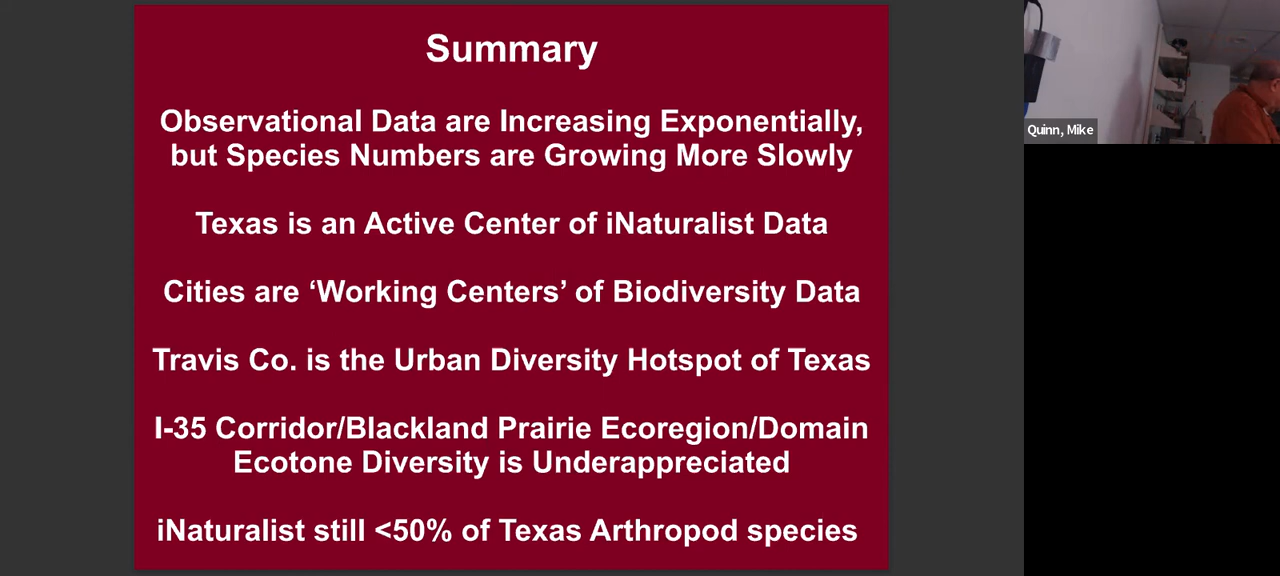 Summary
Observational Data are Increasing Exponentially,
but Species Numbers are Growing More Slowly
Texas is an Active Center of iNaturalist Data
Cities are ‘Working Centers’ of Biodiversity Data
Travis Co. is the Urban Diversity Hotspot of Texas
I-35 Corridor/Blackland Prairie Ecoregion/Domain
Ecotone Diversity is Underappreciated
iNaturalist still <50% of Texas Arthropod species
Quinn, Mike